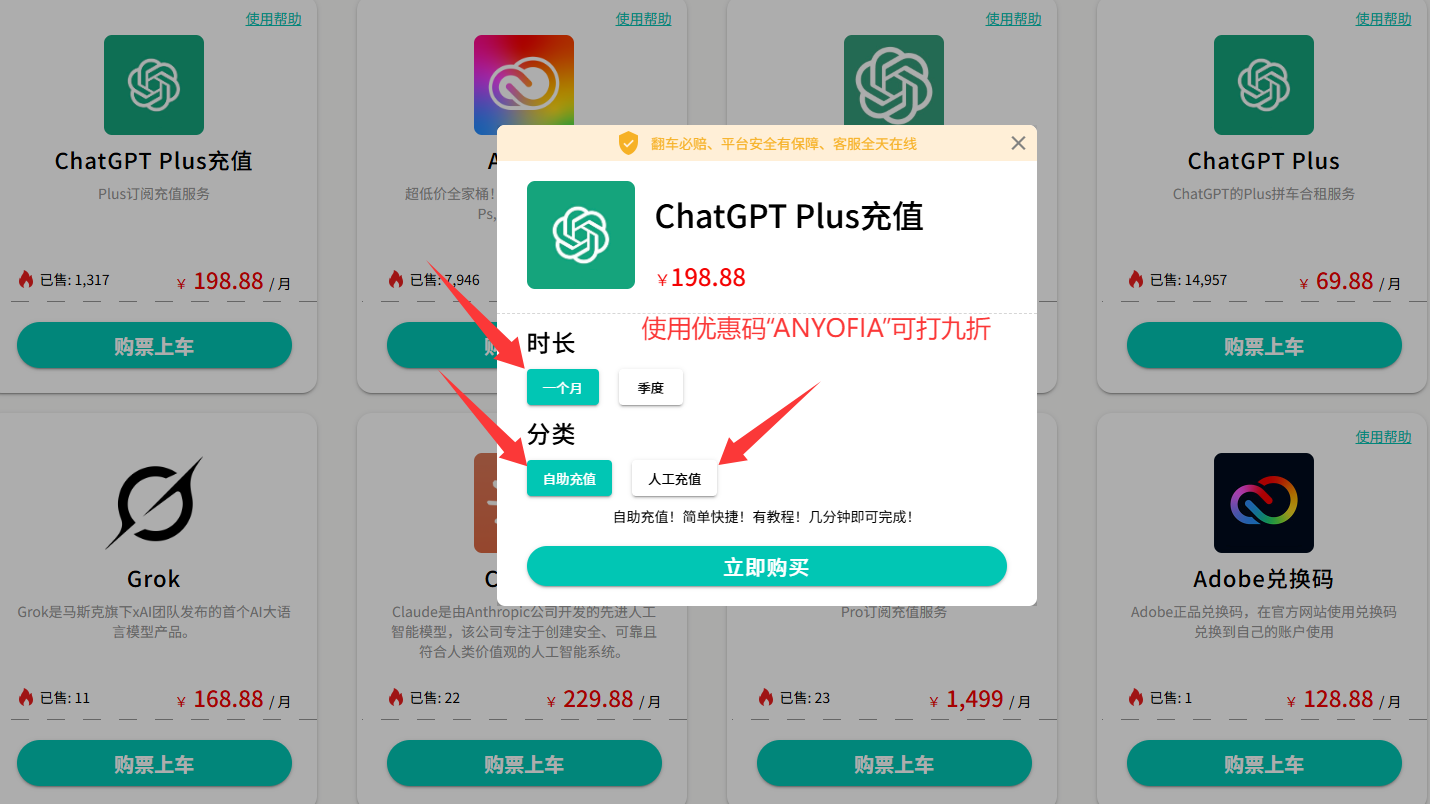 使用帮助
使用帮助
使用帮助
使用帮助
ChatGPT Plus充值
Plus订阅充值服务
已售: 1,317
￥ 198.88 / 月
购票上车
超低价全家桶!
Ps,
已售: 7,946
ChatGPT Plus
ChatGPT的Plus拼车合租服务
已售: 14,957
￥ 69.88 / 月
购票上车
翻车必赔、平台安全有保障、客服全天在线
ChatGPT Plus充值
￥198.88
使用优惠码“ANYOFIA”可打九折
时长
一个月
季度
分类
自助充值
人工充值
自助充值！简单快捷！有教程！几分钟即可完成！
立即购买
Grok
Grok是马斯克旗下xAI团队发布的首个AI大语
言模型产品。
已售: 11
￥ 168.88 / 月
购票上车
Claude是由Anthropic公司开发的先进人工
智能模型，该公司专注于创建安全、可靠且
符合人类价值观的人工智能系统。
已售: 22
￥ 229.88 / 月
购票上车
Pro订阅充值服务
已售: 23
￥ 1,499 / 月
购票上车
使用帮助
Adobe兑换码
Adobe正品兑换码，在官方网站使用兑换码
兑换到自己的账户使用
已售: 1
￥ 128.88 / 月
购票上车